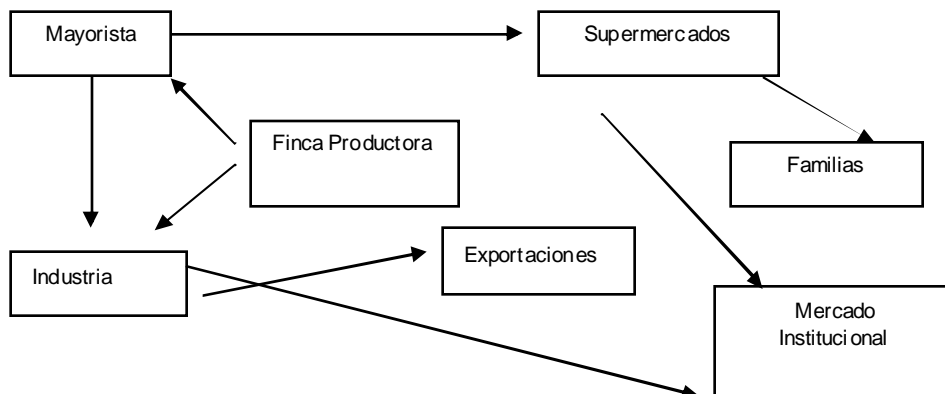 Mayorista
Supermercados
Finca Productora
Familias
Industria
Exportaciones
Mercado
Institucional